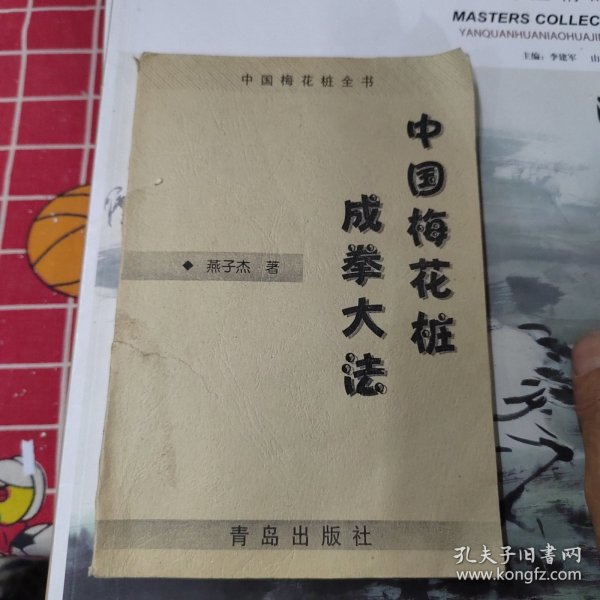 MASTERS COLLEC
YANQUANHUANIAOHUAJI
主编：李建军 山
中国梅花桩全书
中国梅花桩
成拳大法
◆ 燕子杰 著
青岛出版社
孔夫子旧书网
www.kongfz.com